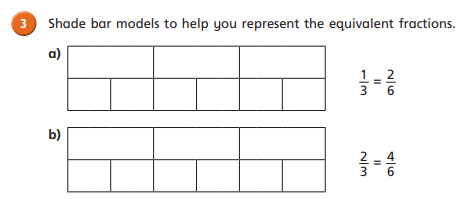 3 Shade bar models to help you represent the equivalent fractions.
a)
1/3 = 2/6
b)
2/3 = 4/6